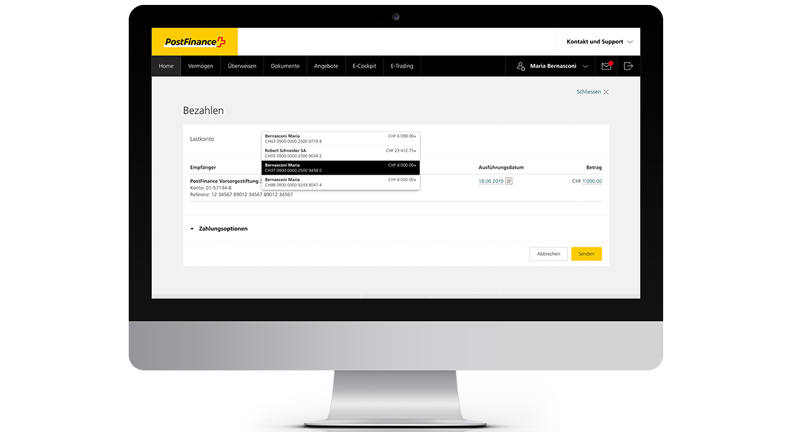 PostFinance
Kontakt und Support
Home Vermögen Überweisen Dokumente Angebote E-Cockpit E-Trading Maria Bernasconi
Schliessen
Bezahlen
Lastkonto
Bernasconi Maria CHF 6'098.00
CH63 0900 0000 2500 9779 8
Robert Schneider SA CHF 23'412.75
CH03 0900 0000 2500 9034 2
Bernasconi Maria CHF 4'000.00
CH37 0900 0000 2500 9458 0
Bernasconi Maria CHF 8'000.00
CH88 0900 0000 9249 8047 4
Empfänger Ausführungsdatum Betrag
PostFinance Vorsorgestiftung 18.06.2019 CHF 1'000.00
Konto: 01-57134-8
Referenz: 12 34567 89012 34567 89012 34567
Zahlungsoptionen
Abbrechen Senden